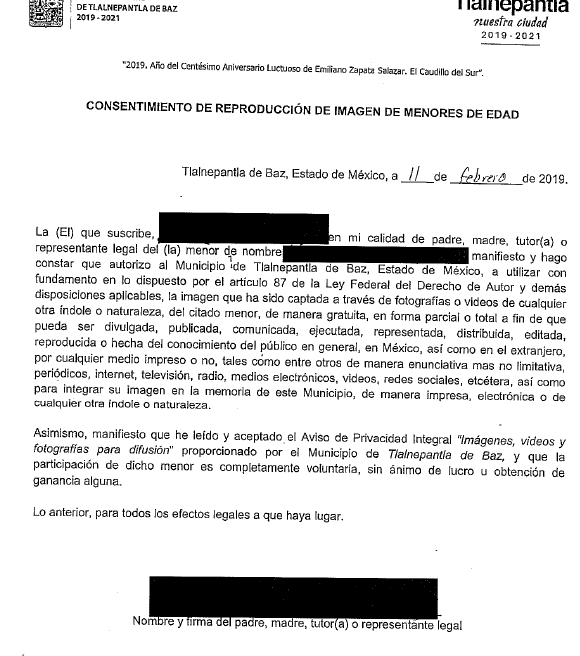 DE TLALNEPANTLA DE BAZ
2019 - 2021
Tlalnepantla
nuestra ciudad
2019 - 2021
"2019. Año del Centésimo Aniversario Luctuoso de Emiliano Zapata Salazar. El Caudillo del Sur".
CONSENTIMIENTO DE REPRODUCCIÓN DE IMAGEN DE MENORES DE EDAD
Tlalnepantla de Baz, Estado de México, a 11 de febrero de 2019.
La (El) que suscribe, en mi calidad de padre, madre, tutor(a) o
representante legal del (la) menor de nombre manifiesto y hago
constar que autorizo al Municipio de Tlalnepantla de Baz, Estado de México, a utilizar con
fundamento en lo dispuesto por el artículo 87 de la Ley Federal del Derecho de Autor y demás
disposiciones aplicables, la imagen que ha sido captada a través de fotografías o videos de cualquier
otra índole o naturaleza, del citado menor, de manera gratuita, en forma parcial o total a fin de que
pueda ser divulgada, publicada, comunicada, ejecutada, representada, distribuida, editada,
reproducida o hecha del conocimiento del público en general, en México, así como en el extranjero,
por cualquier medio impreso o no, tales cómo entre otros de manera enunciativa mas no limitativa,
periódicos, internet, televisión, radio, medios electrónicos, videos, redes sociales, etcétera, así como
para integrar su imagen en la memoria de este Municipio, de manera impresa, electrónica o de
cualquier otra índole o naturaleza.
Asimismo, manifiesto que he leído y aceptado el Aviso de Privacidad Integral "Imágenes, videos y
fotografías para difusión" proporcionado por el Municipio de Tlalnepantla de Baz, y que la
participación de dicho menor es completamente voluntaria, sin ánimo de lucro u obtención de
ganancia alguna.
Lo anterior, para todos los efectos legales a que haya lugar.
Nombre y firma del padre, madre, tutor(a) o representante legal